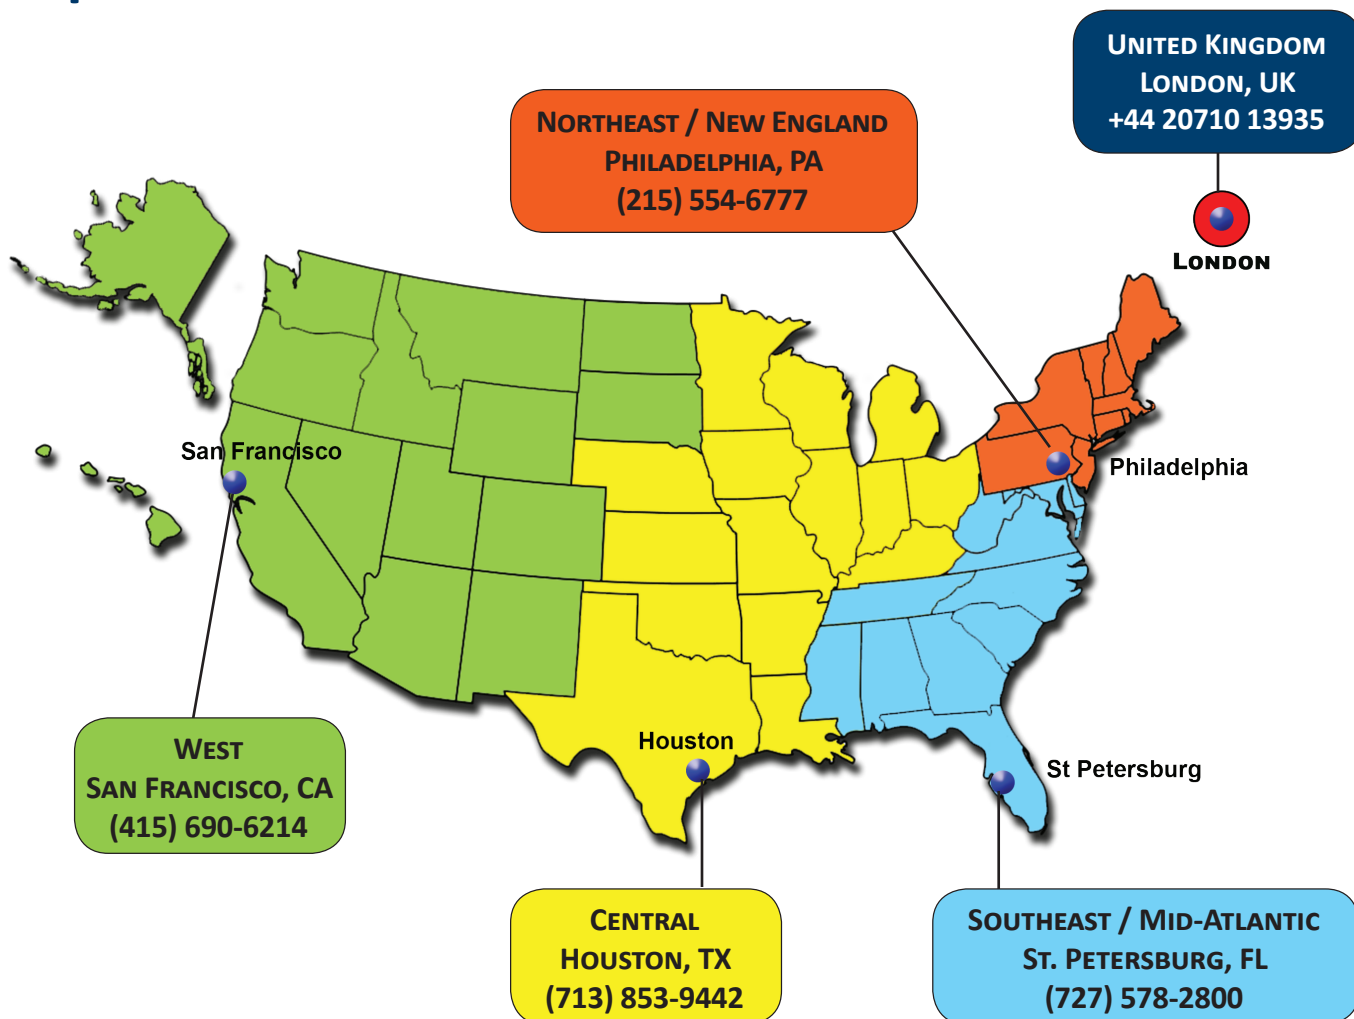 United Kingdom
London, UK
+44 20710 13935
Northeast / New England
Philadelphia, PA
(215) 554-6777
London
San Francisco
Philadelphia
Houston
St Petersburg
West
San Francisco, CA
(415) 690-6214
Central
Houston, TX
(713) 853-9442
Southeast / Mid-Atlantic
St. Petersburg, FL
(727) 578-2800